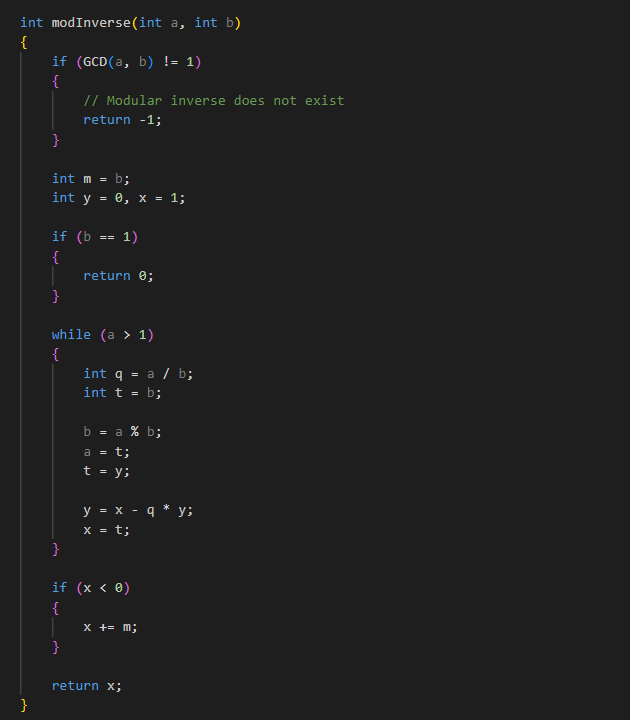 int modInverse(int a, int b)
{
    if (GCD(a, b) != 1)
    {
        // Modular inverse does not exist
        return -1;
    }

    int m = b;
    int y = 0, x = 1;

    if (b == 1)
    {
        return 0;
    }

    while (a > 1)
    {
        int q = a / b;
        int t = b;

        b = a % b;
        a = t;
        t = y;

        y = x - q * y;
        x = t;
    }

    if (x < 0)
    {
        x += m;
    }

    return x;
}